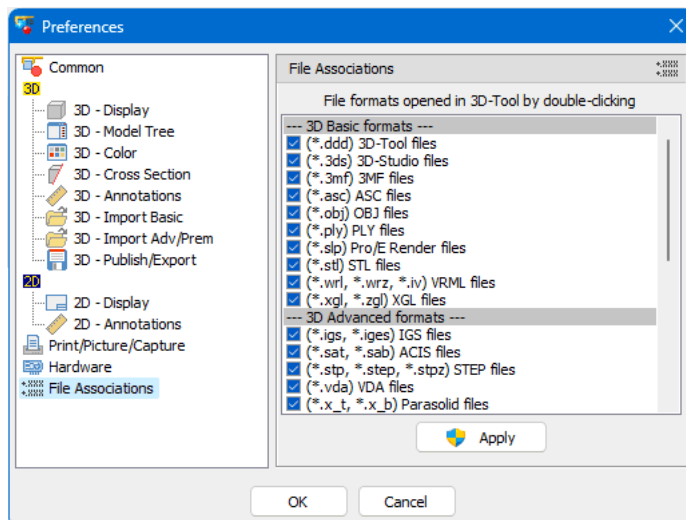 Preferences
Common
3D
3D - Display
3D - Model Tree
3D - Color
3D - Cross Section
3D - Annotations
3D - Import Basic
3D - Import Adv/Prem
3D - Publish/Export
2D
2D - Display
2D - Annotations
Print/Picture/Capture
Hardware
*.XXX
*.XXX
File Associations
File Associations
*.XXX
*.XXX
File formats opened in 3D-Tool by double-clicking
--- 3D Basic formats ---
(*.ddd) 3D-Tool files
(*.3ds) 3D-Studio files
(*.3mf) 3MF files
(*.asc) ASC files
(*.obj) OBJ files
(*.ply) PLY files
(*.slp) Pro/E Render files
(*.stl) STL files
(*.wrl, *.wrz, *.iv) VRML files
(*.xgl, *.zgl) XGL files
--- 3D Advanced formats ---
(*.igs, *.iges) IGS files
(*.sat, *.sab) ACIS files
(*.stp, *.step, *.stpz) STEP files
(*.vda) VDA files
(*.x_t, *.x_b) Parasolid files
Apply
OK
Cancel